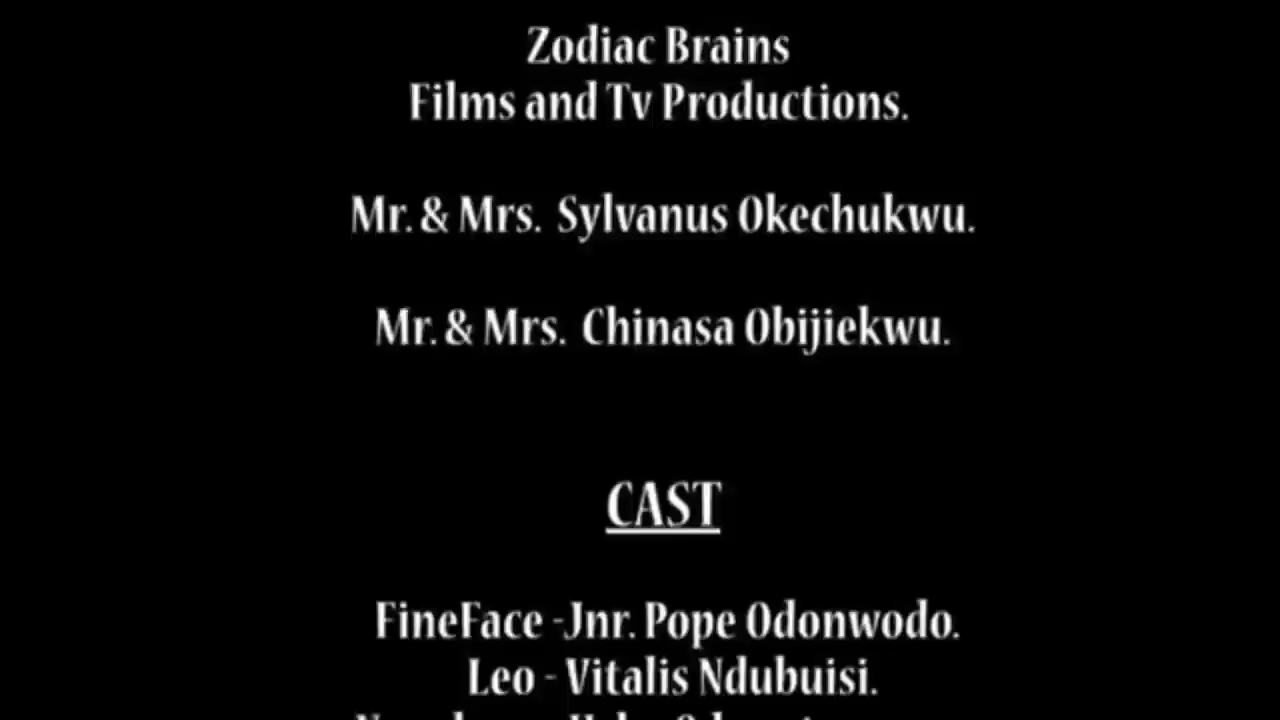 Zodiac Brains
Films and Tv Productions.
Mr. & Mrs. Sylvanus Okechukwu.
Mr. & Mrs. Chinasa Obijiekwu.
CAST
FineFace -Jnr. Pope Odonwodo.
Leo - Vitalis Ndubuisi.